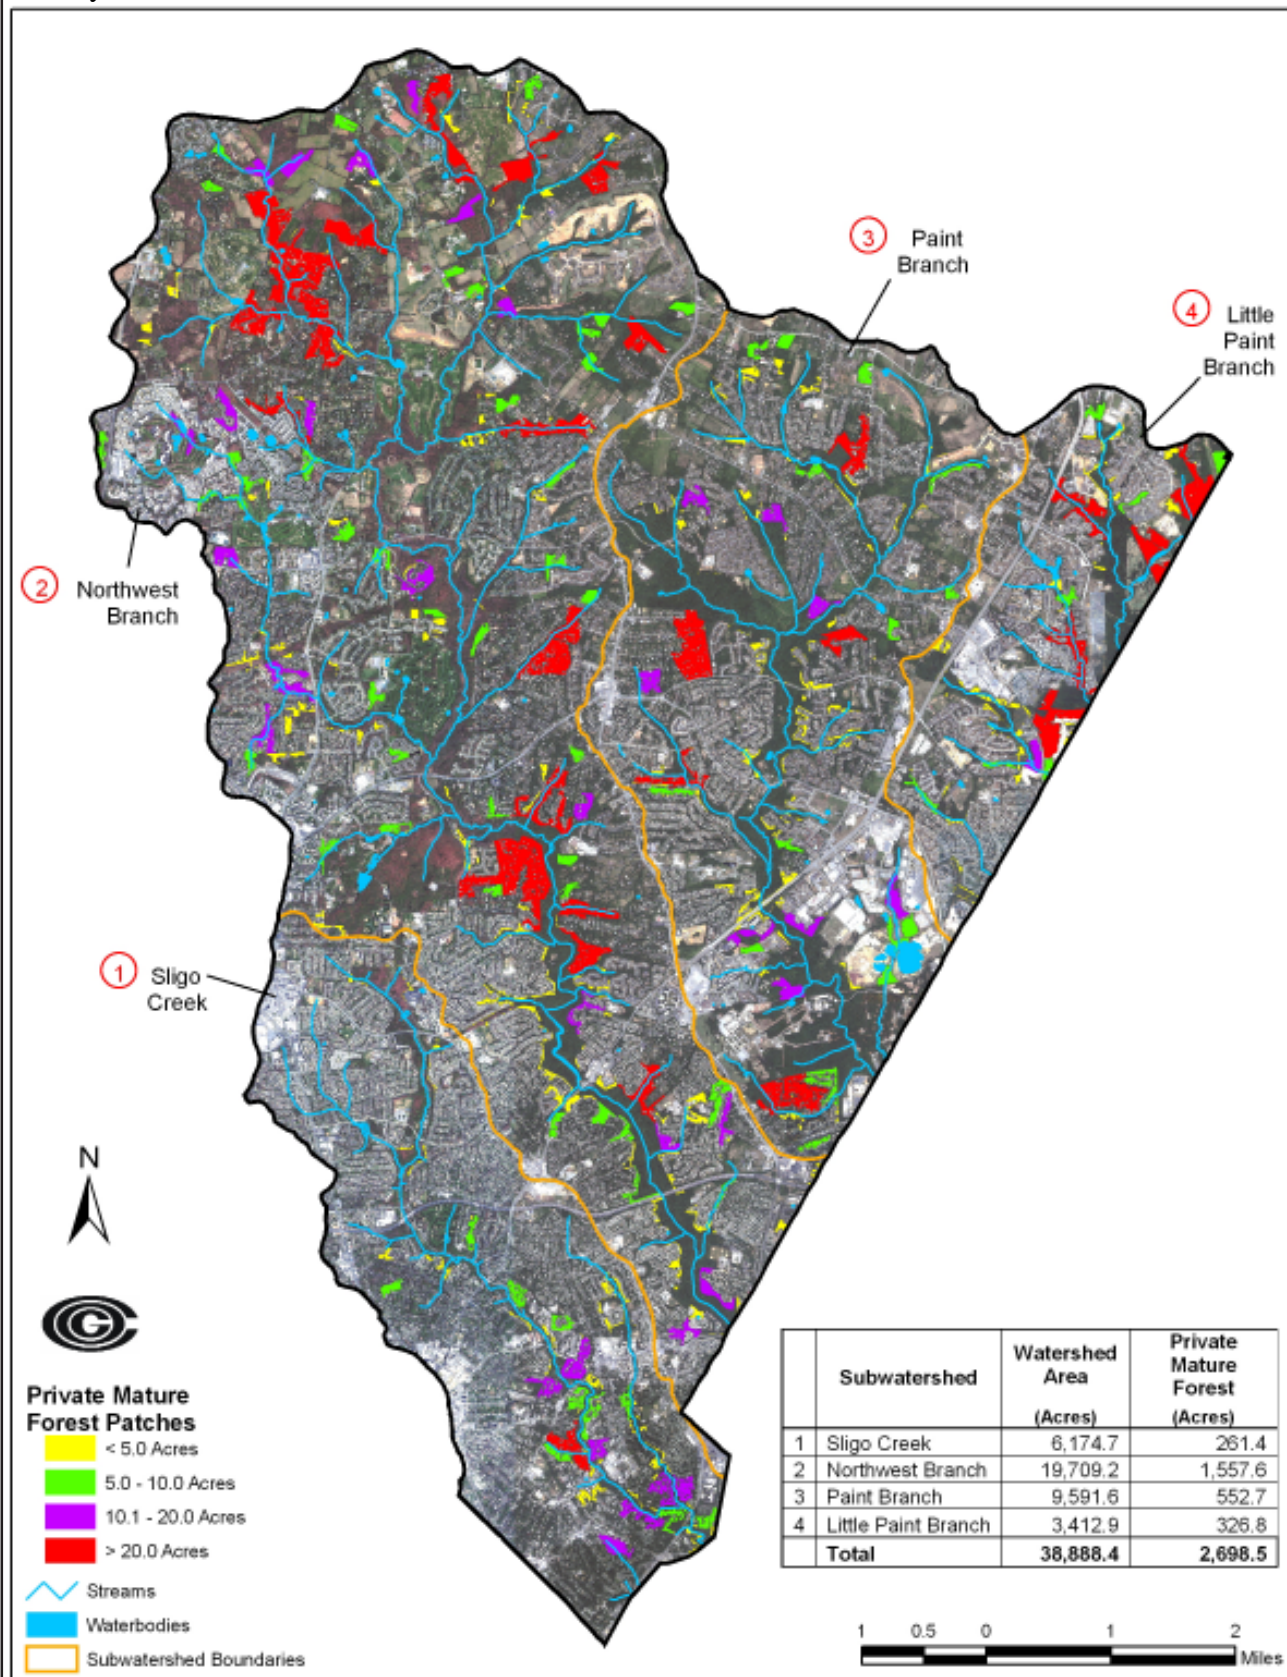 3 Paint
Branch
4 Little
Paint
Branch
2 Northwest
Branch
1 Sligo
Creek
N
COG
Private Mature
Forest Patches
< 5.0 Acres
5.0 - 10.0 Acres
10.1 - 20.0 Acres
> 20.0 Acres
Streams
Waterbodies
Subwatershed Boundaries
Subwatershed Watershed Area (Acres) Private Mature Forest (Acres)
1 Sligo Creek 6,174.7 261.4
2 Northwest Branch 19,709.2 1,557.6
3 Paint Branch 9,591.6 552.7
4 Little Paint Branch 3,412.9 326.8
Total 38,888.4 2,698.5
1 0.5 0 1 2
Miles